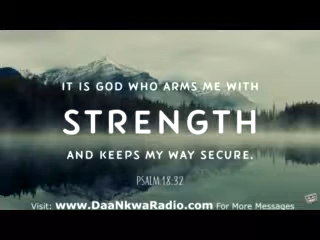 IT IS GOD WHO ARMS ME WITH
STRENGTH
AND KEEPS MY WAY SECURE.
PSALM 18:32
Visit: www.DaaNkwaRadio.com For More Messages